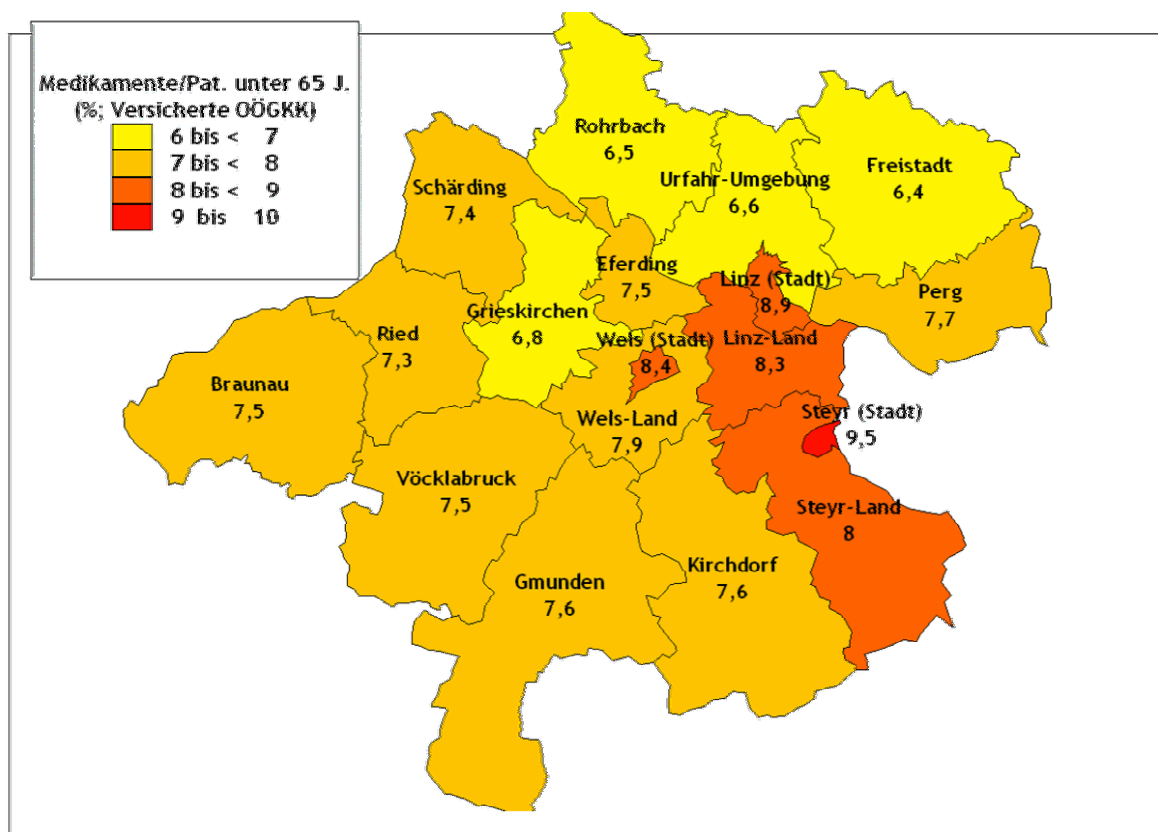 Medikamente/Pat. unter 65 J.
(%; Versicherte OÖGKK)
6 bis < 7
7 bis < 8
8 bis < 9
9 bis 10
Rohrbach
6,5
Freistadt
6,4
Urfahr-Umgebung
6,6
Schärding
7,4
Eferding
7,5
Linz (Stadt)
8,9
Perg
7,7
Grieskirchen
6,8
Ried
7,3
Wels (Stadt)
8,4
Linz-Land
8,3
Braunau
7,5
Wels-Land
7,9
Steyr (Stadt)
9,5
Vöcklabruck
7,5
Steyr-Land
8
Kirchdorf
7,6
Gmunden
7,6